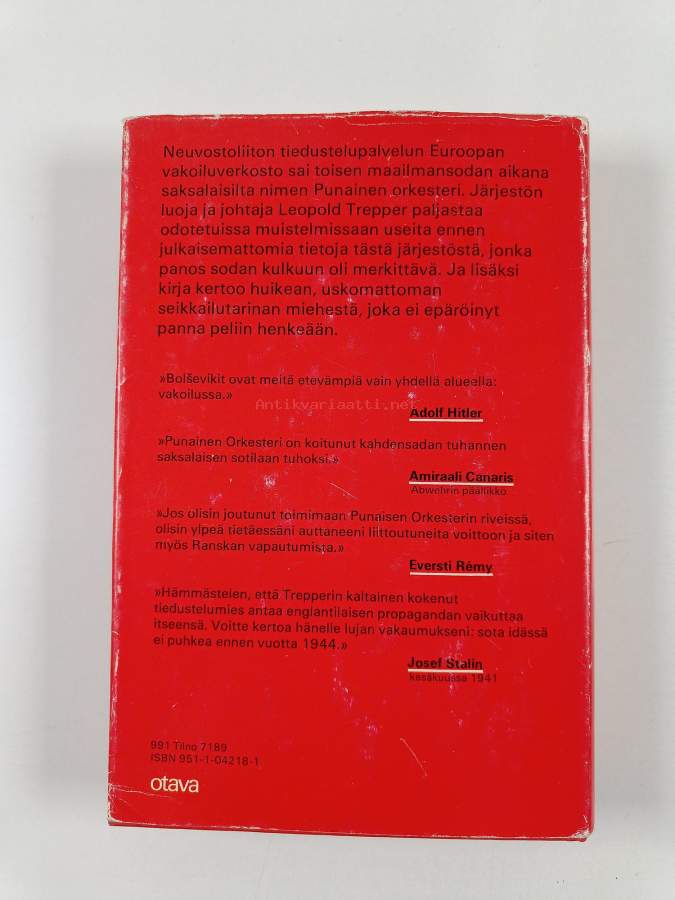 Neuvostoliiton tiedustelupalvelun Euroopan
vakoiluverkosto sai toisen maailmansodan aikana
saksalaisilta nimen Punainen orkesteri. Järjestön
luoja ja johtaja Leopold Trepper paljastaa
odotetuissa muistelmissaan useita ennen
julkaisemattomia tietoja tästä järjestöstä, jonka
panos sodan kulkuun oli merkittävä. Ja lisäksi
kirja kertoo huikean, uskomattoman
seikkailutarinan miehestä, joka ei epäröinyt
panna peliin henkeään.
»Bolševikit ovat meitä etevämpiä vain yhdellä alueella:
vakoilussa.»
Antikvariaatti.net
Adolf Hitler
»Punainen Orkesteri on koitunut kahdensadan tuhannen
saksalaisen sotilaan tuhoksi.»
Amiraali Canaris
Abwehrin päällikkö
»Jos olisin joutunut toimimaan Punaisen Orkesterin riveissä,
olisin ylpeä tietäessäni auttaneeni liittoutuneita voittoon ja siten
myös Ranskan vapautumista.»
Eversti Rémy
»Hämmästelen, että Trepperin kaltainen kokenut
tiedustelumies antaa englantilaisen propagandan vaikuttaa
itseensä. Voitte kertoa hänelle lujan vakaumukseni: sota idässä
ei puhkea ennen vuotta 1944.»
Josef Stalin
kesäkuussa 1941
991 Tilno 7189
ISBN 951-1-04218-1
otava